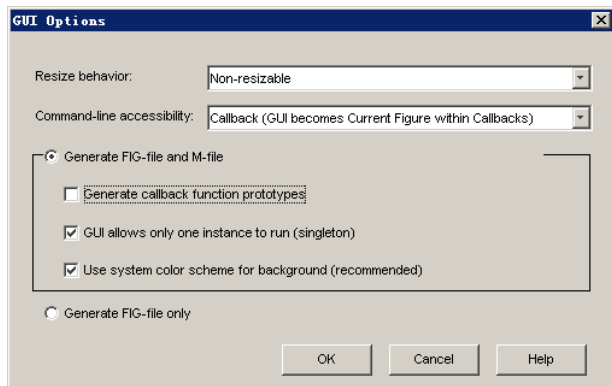 GUI Options
Resize behavior: Non-resizable
Command-line accessibility: Callback (GUI becomes Current Figure within Callbacks)
Generate FIG-file and M-file
Generate callback function prototypes
GUI allows only one instance to run (singleton)
Use system color scheme for background (recommended)
Generate FIG-file only
OK Cancel Help